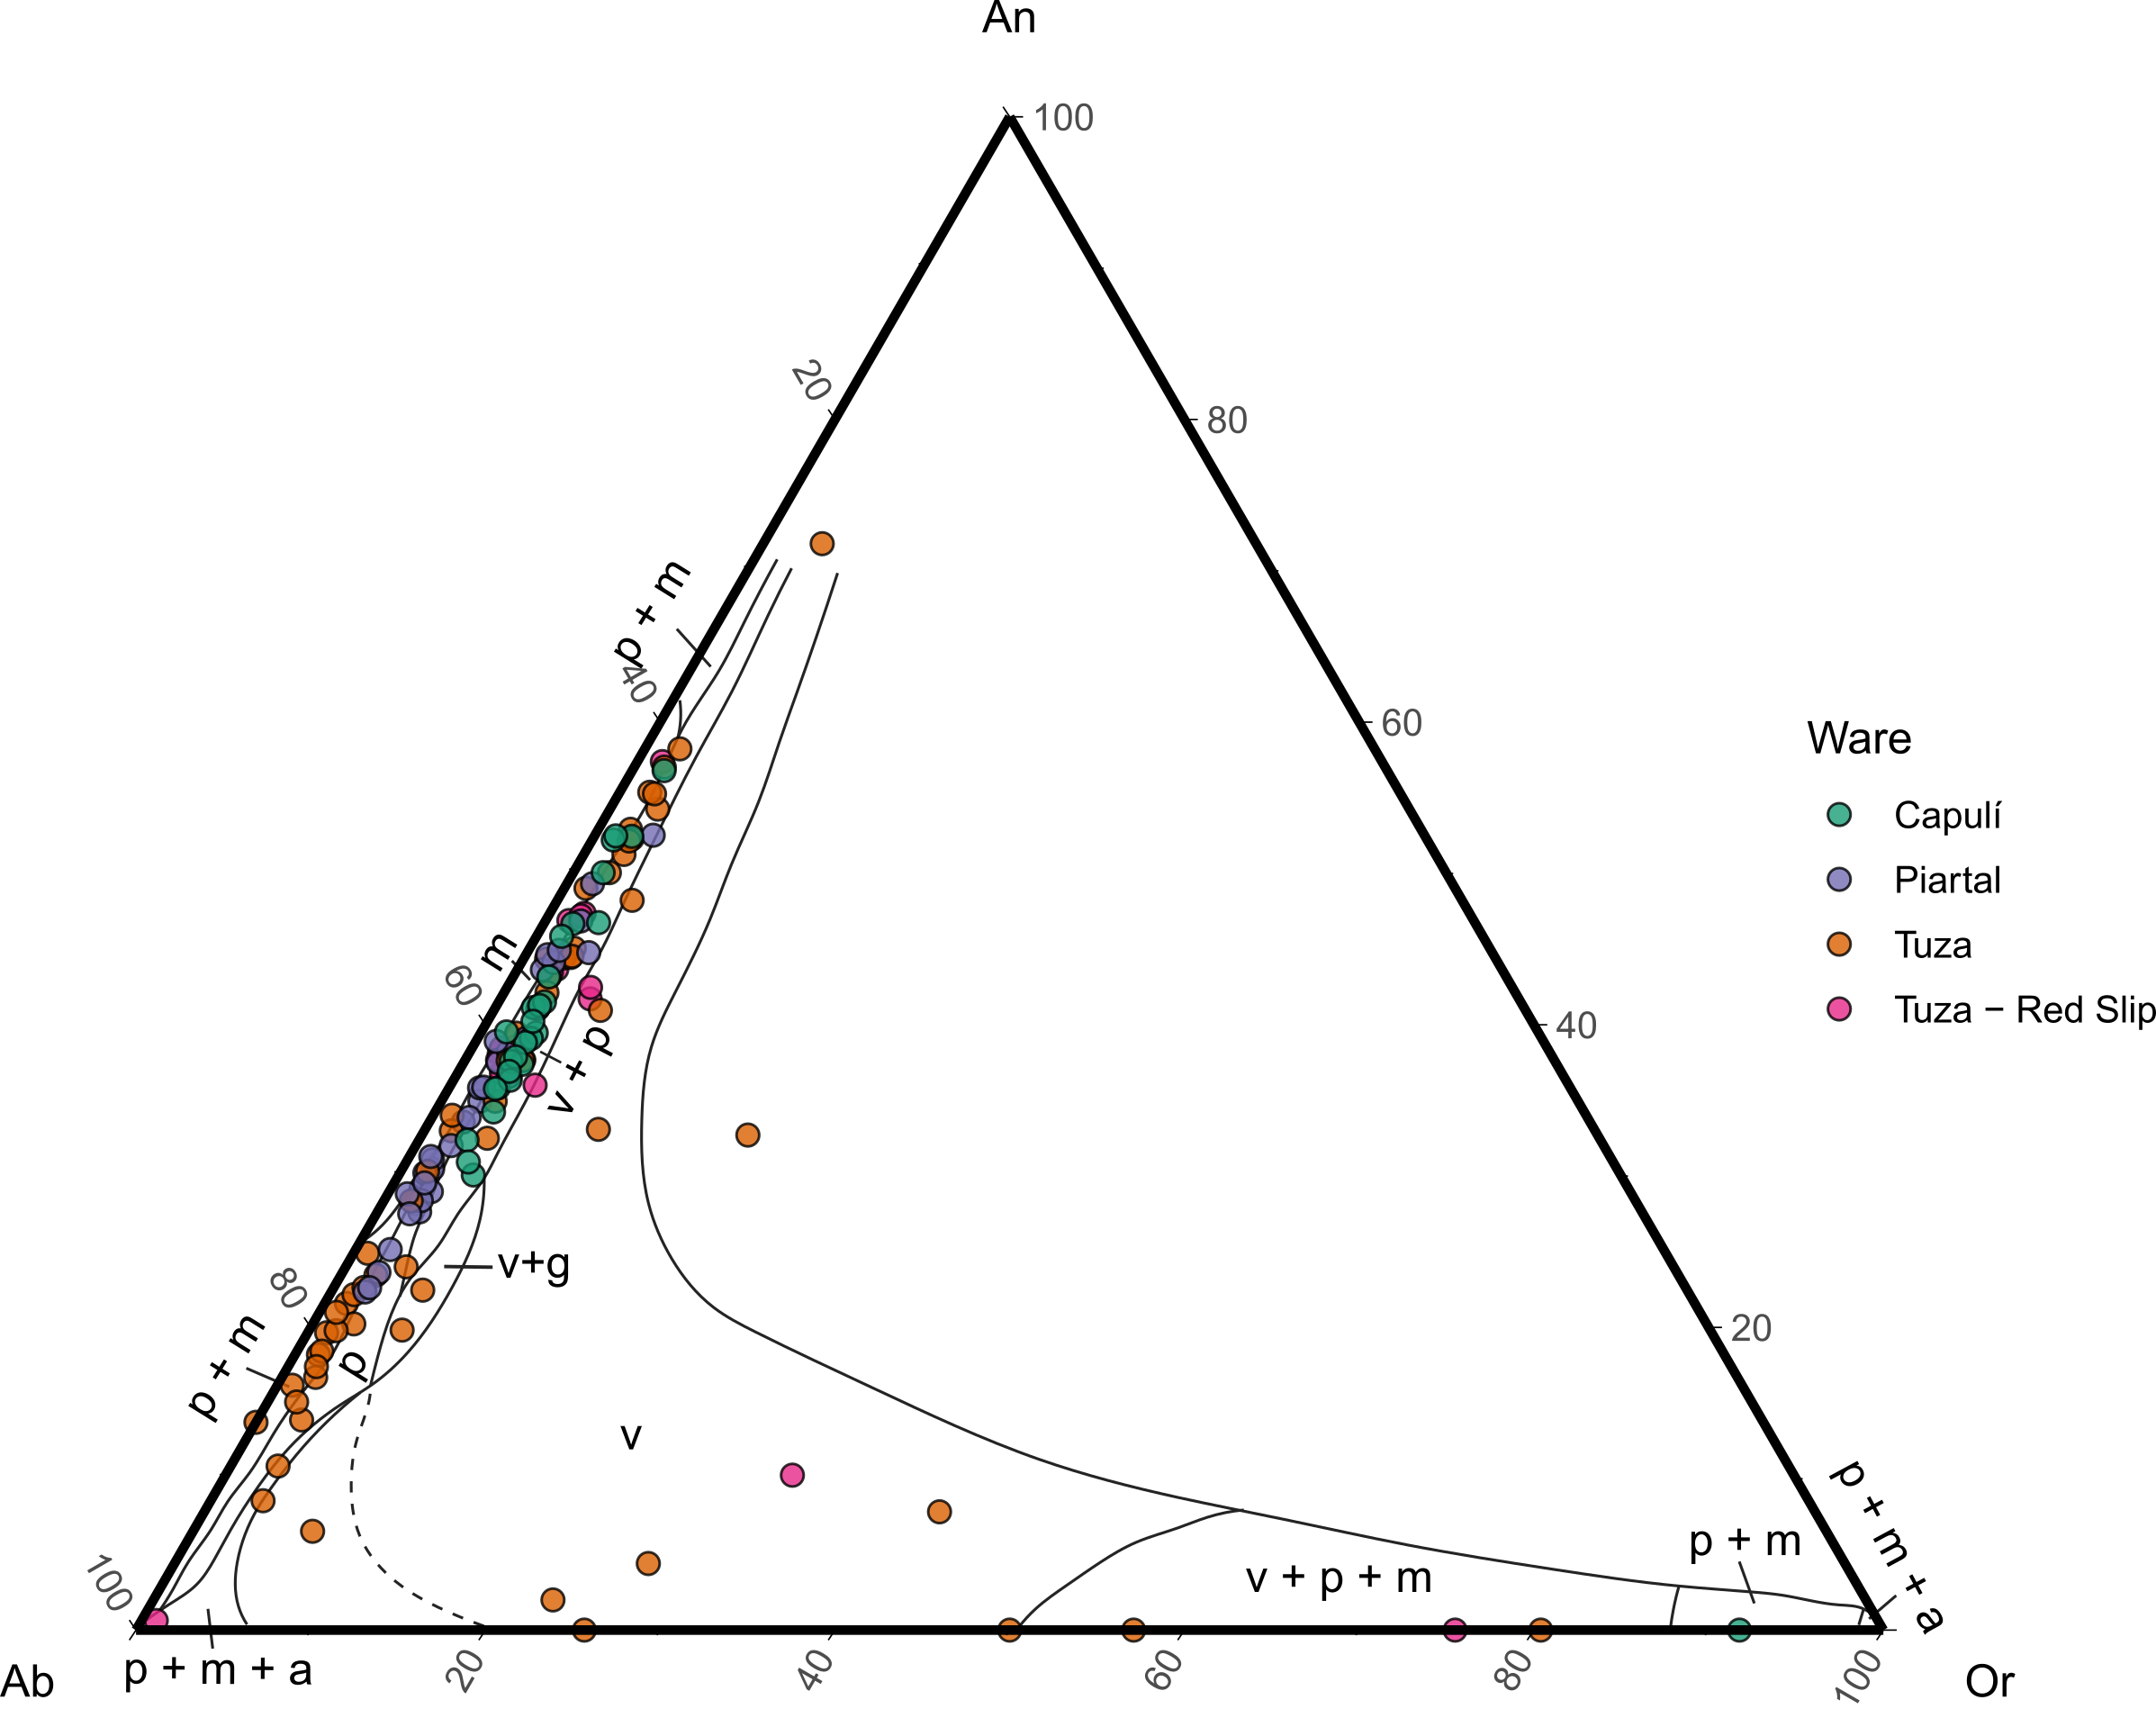 An
100
20
80
p + m
40
60
Ware
Capulí
Piartal
Tuza
Tuza − Red Slip
m
60
40
v + p
v+g
80
20
p + m
p
v
p + m + a
p + m
v + p + m
100
Ab
p + m + a
20
40
60
80
100
Or